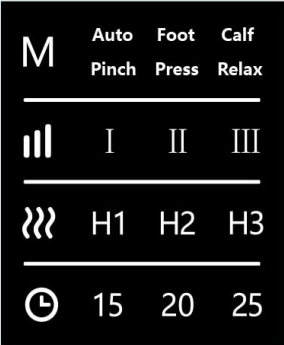 M Auto Foot Calf
Pinch Press Relax
I II III
H1 H2 H3
15 20 25